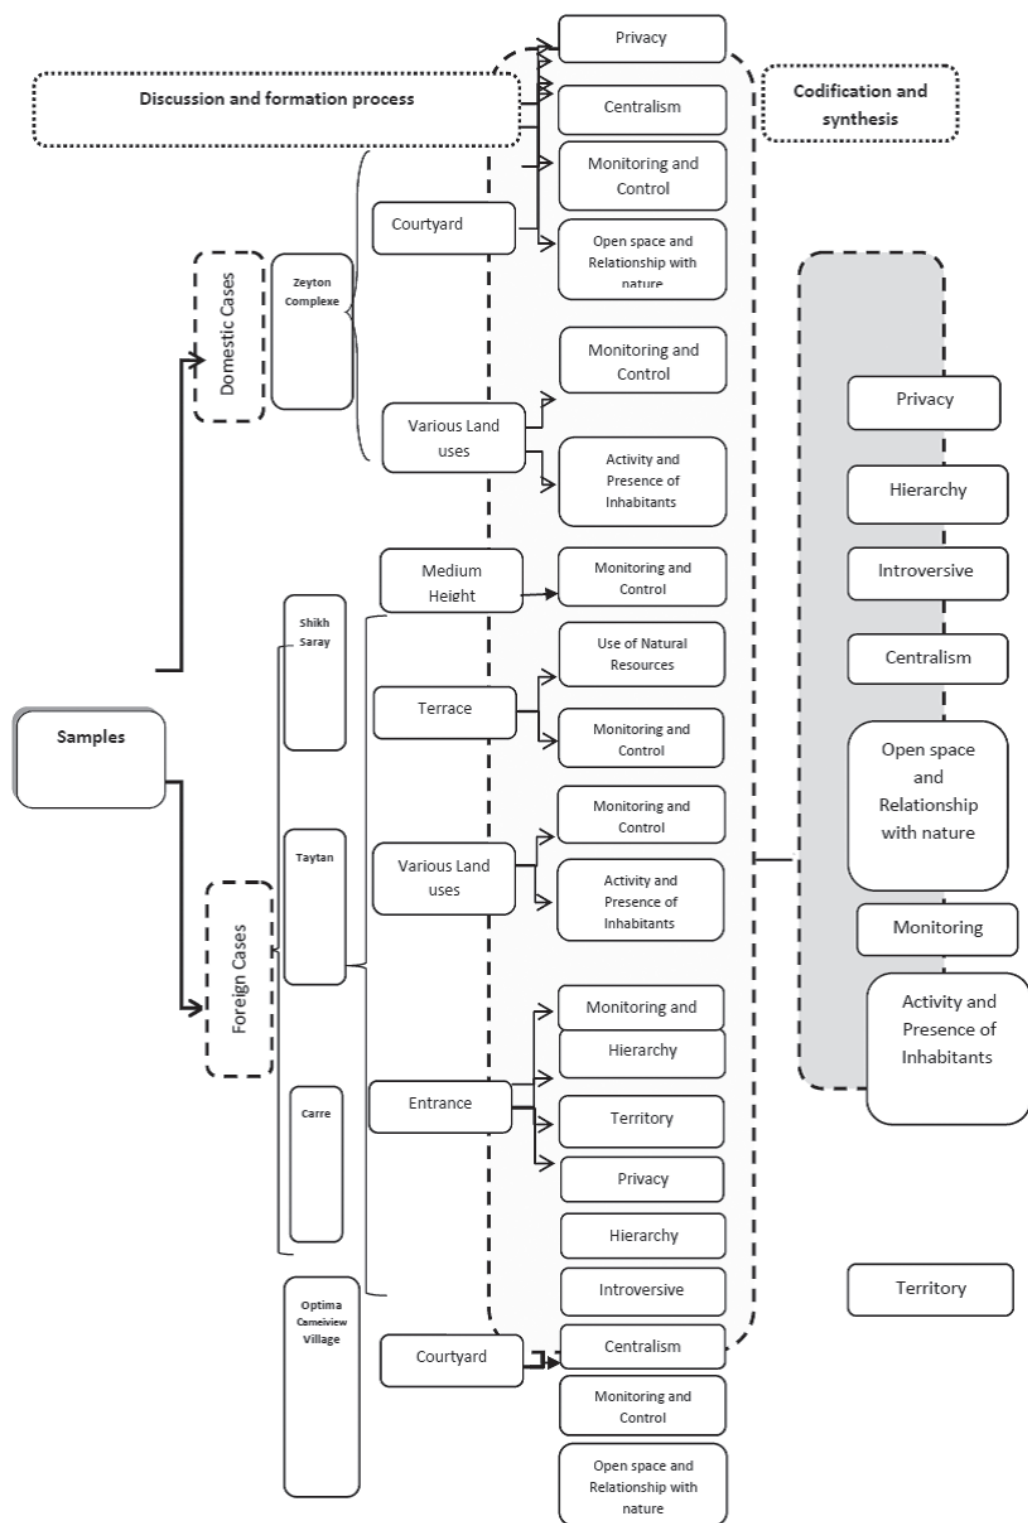 Privacy
Discussion and formation process
Codification and
synthesis
Centralism
Monitoring and
Control
Courtyard
Open space and
Relationship with
nature
Domestic Cases
Zeyton
Complexe
Monitoring and
Control
Various Land
uses
Activity and
Presence of
Inhabitants
Privacy
Hierarchy
Introversive
Centralism
Open space
and
Relationship
with nature
Monitoring
Activity and
Presence of
Inhabitants
Territory
Medium
Height
Monitoring and
Control
Shikh
Saray
Use of Natural
Resources
Terrace
Monitoring and
Control
Samples
Monitoring and
Control
Taytan
Various Land
uses
Activity and
Presence of
Inhabitants
Foreign Cases
Monitoring and
Hierarchy
Carre
Entrance
Territory
Privacy
Hierarchy
Introversive
Optima
Cameiview
Village
Courtyard
Centralism
Monitoring and
Control
Open space and
Relationship with
nature